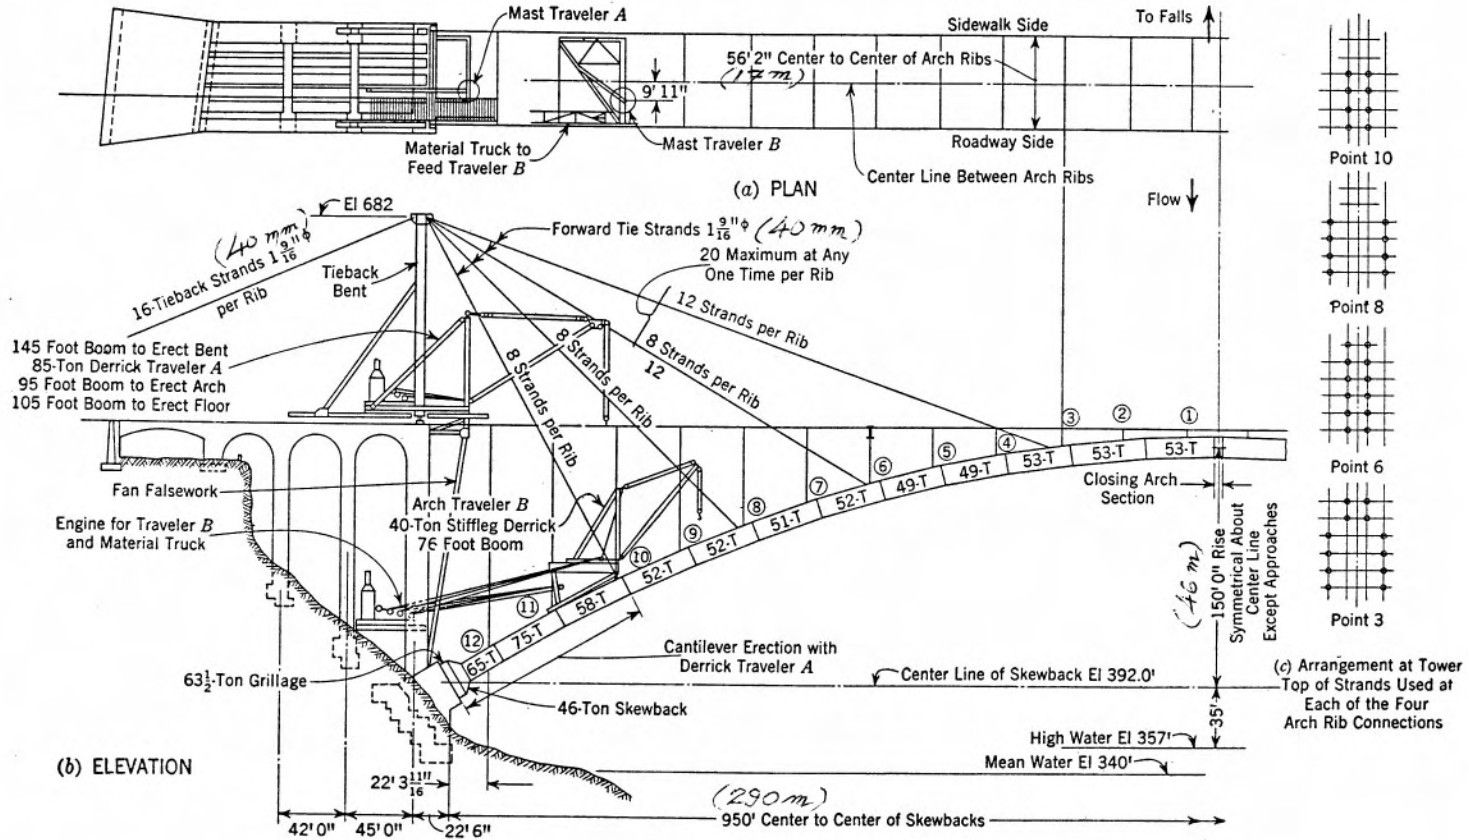 Mast Traveler A
Sidewalk Side
To Falls
56'2" Center to Center of Arch Ribs
(17 m)
9' 11"
Material Truck to
Feed Traveler B
Mast Traveler B
Roadway Side
Center Line Between Arch Ribs
(a) PLAN
Flow
Point 10
El 682
(40 mm)
16-Tieback Strands 1 9/16"ϕ
per Rib
Tieback
Bent
Forward Tie Strands 1 9/16"ϕ (40 mm)
20 Maximum at Any
One Time per Rib
12 Strands per Rib
8 Strands per Rib
12
8 Strands per Rib
8 Strands per Rib
Point 8
145 Foot Boom to Erect Bent
85-Ton Derrick Traveler A
95 Foot Boom to Erect Arch
105 Foot Boom to Erect Floor
Fan Falsework
Engine for Traveler B
and Material Truck
Arch Traveler B
40-Ton Stiffleg Derrick
76 Foot Boom
① ② ③ ④ ⑤ ⑥ ⑦ ⑧ ⑨ ⑩ ⑪ ⑫
65-T 75-T 58-T 52-T 52-T 51-T 52-T 49-T 49-T 53-T 53-T 53-T
Closing Arch
Section
Point 6
Point 3
(46 m)
150'0" Rise
Symmetrical About
Center Line
Except Approaches
63½-Ton Grillage
46-Ton Skewback
Cantilever Erection with
Derrick Traveler A
Center Line of Skewback El 392.0'
35'
High Water El 357'
Mean Water El 340'
(c) Arrangement at Tower
Top of Strands Used at
Each of the Four
Arch Rib Connections
(b) ELEVATION
22' 3 11/16"
42' 0" 45' 0" 22' 6"
(290 m)
950' Center to Center of Skewbacks